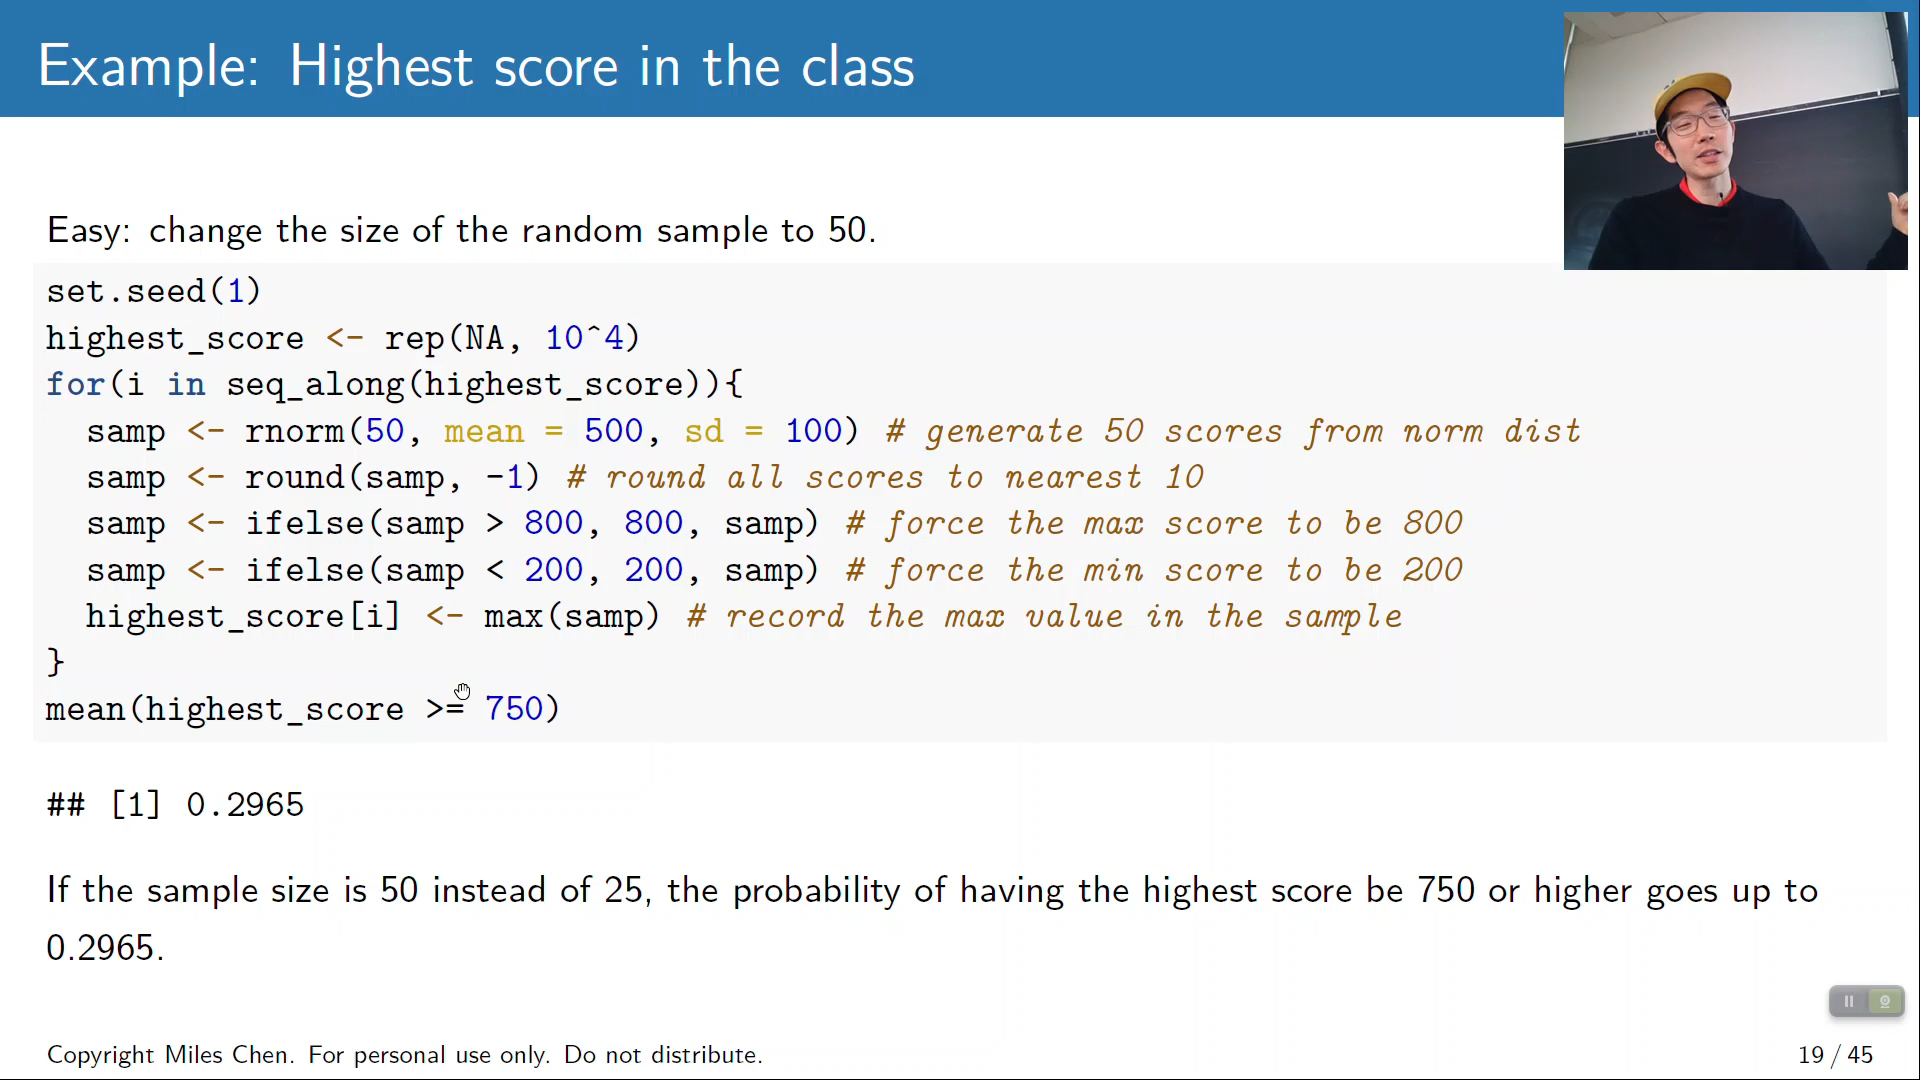 Example: Highest score in the class
Easy: change the size of the random sample to 50.
set.seed(1)
highest_score <- rep(NA, 10^4)
for(i in seq_along(highest_score)){
  samp <- rnorm(50, mean = 500, sd = 100) # generate 50 scores from norm dist
  samp <- round(samp, -1) # round all scores to nearest 10
  samp <- ifelse(samp > 800, 800, samp) # force the max score to be 800
  samp <- ifelse(samp < 200, 200, samp) # force the min score to be 200
  highest_score[i] <- max(samp) # record the max value in the sample
}
mean(highest_score >= 750)
## [1] 0.2965
If the sample size is 50 instead of 25, the probability of having the highest score be 750 or higher goes up to
0.2965.
Copyright Miles Chen. For personal use only. Do not distribute.
19 / 45